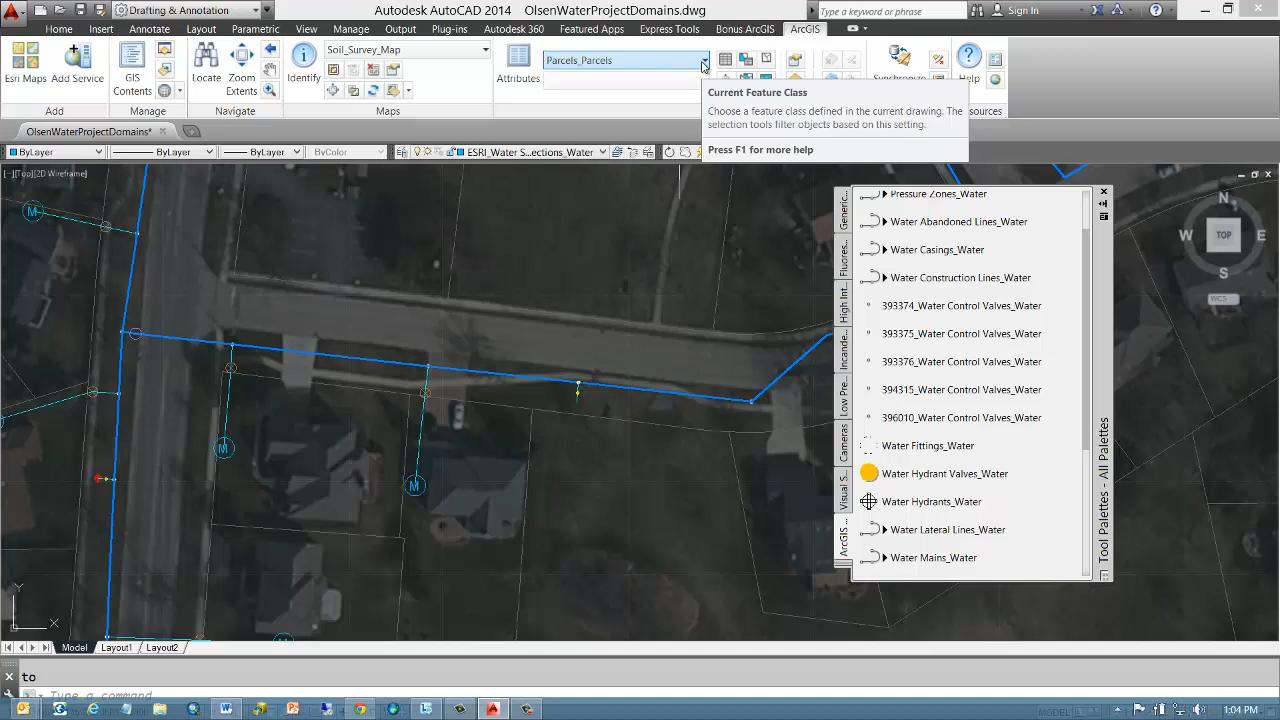 Drafting & Annotation
Autodesk AutoCAD 2014 OlsenWaterProjectDomains.dwg
Type a keyword or phrase
Sign In
Home Insert Annotate Layout Parametric View Manage Output Plug-ins Autodesk 360 Featured Apps Express Tools Bonus ArcGIS ArcGIS
Soil_Survey_Map
Parcels_Parcels
Esri Maps Add Service GIS Contents Locate Zoom Extents Identify Attributes Synchronize Help
Add Manage Navigate Maps
Current Feature Class
Choose a feature class defined in the current drawing. The
selection tools filter objects based on this setting.
Press F1 for more help
OlsenWaterProjectDomains*
ByLayer ByLayer ByLayer ByColor ESRI_Water S...ections_Water
[–][Top][2D Wireframe]
N
W TOP E
S
WCS
M
M
M
Generic...
Fluores...
High Int...
Incande...
Low Pre...
Cameras
Visual S...
ArcGIS...
Pressure Zones_Water
Water Abandoned Lines_Water
Water Casings_Water
Water Construction Lines_Water
393374_Water Control Valves_Water
393375_Water Control Valves_Water
393376_Water Control Valves_Water
394315_Water Control Valves_Water
396010_Water Control Valves_Water
Water Fittings_Water
Water Hydrant Valves_Water
Water Hydrants_Water
Water Lateral Lines_Water
Water Mains_Water
Tool Palettes - All Palettes
Y
X
Model Layout1 Layout2
to
Type a command
MODEL
1:04 PM